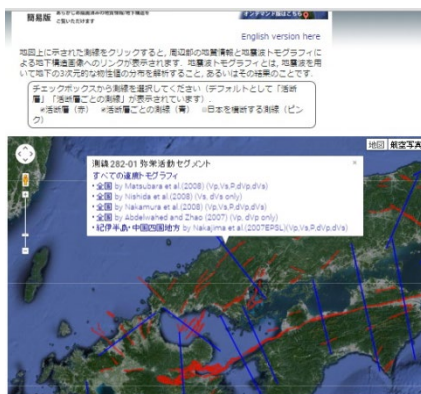 簡易版
English version here
地図上に示された測線をクリックすると, 周辺部の地質情報と地震波トモグラフィに
よる地下構造画像へのリンクが表示されます. 地震波トモグラフィとは, 地震波を用
いて地下の3次元的な物性値の分布を解析すること, あるいはその結果のことです.
チェックボックスから測線を選択してください (デフォルトとして「活断
層」「活断層ごとの測線」が表示されています) .
※活断層 (赤) ※活断層ごとの測線 (青) ※日本を横断する測線 (ピン
ク)
地図 航空写真
測線 282-01 弥栄活動セグメント
すべての速度トモグラフィ
・全国 by Matsubara et al.(2008) (Vp,Vs,P,dVp,dVs)
・全国 by Nishida et al.(2008) (Vs, dVs only)
・全国 by Nakamura et al.(2008) (Vp,Vs,P,dVp,dVs)
・全国 by Abdelwahed and Zhao (2007) (Vp, dVp only)
・紀伊半島・中国四国地方 by Nakajima et al.(2007EPSL)(Vp,Vs,P,dVp,dVs)